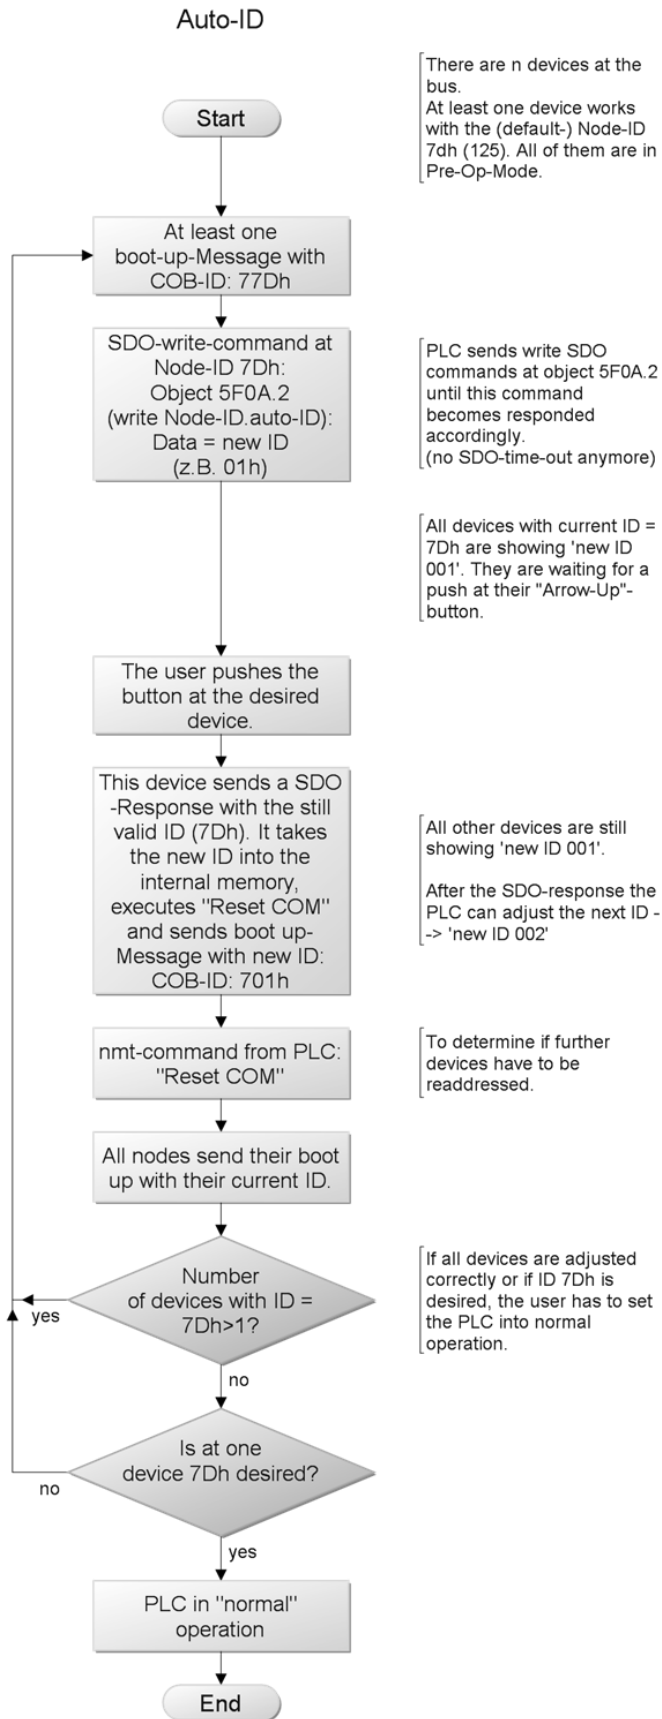 Auto-ID
There are n devices at the
bus.
At least one device works
with the (default-) Node-ID
7dh (125). All of them are in
Pre-Op-Mode.
Start
At least one
boot-up-Message with
COB-ID: 77Dh
SDO-write-command at
Node-ID 7Dh:
Object 5F0A.2
(write Node-ID.auto-ID):
Data = new ID
(z.B. 01h)
PLC sends write SDO
commands at object 5F0A.2
until this command
becomes responded
accordingly.
(no SDO-time-out anymore)
All devices with current ID =
7Dh are showing 'new ID
001'. They are waiting for a
push at their "Arrow-Up"-
button.
The user pushes the
button at the desired
device.
This device sends a SDO
-Response with the still
valid ID (7Dh). It takes
the new ID into the
internal memory,
executes "Reset COM"
and sends boot up-
Message with new ID:
COB-ID: 701h
All other devices are still
showing 'new ID 001'.
After the SDO-response the
PLC can adjust the next ID -
-> 'new ID 002'
nmt-command from PLC:
"Reset COM"
To determine if further
devices have to be
readdressed.
All nodes send their boot
up with their current ID.
Number
of devices with ID =
7Dh>1?
yes
no
If all devices are adjusted
correctly or if ID 7Dh is
desired, the user has to set
the PLC into normal
operation.
Is at one
device 7Dh desired?
no
yes
PLC in "normal"
operation
End